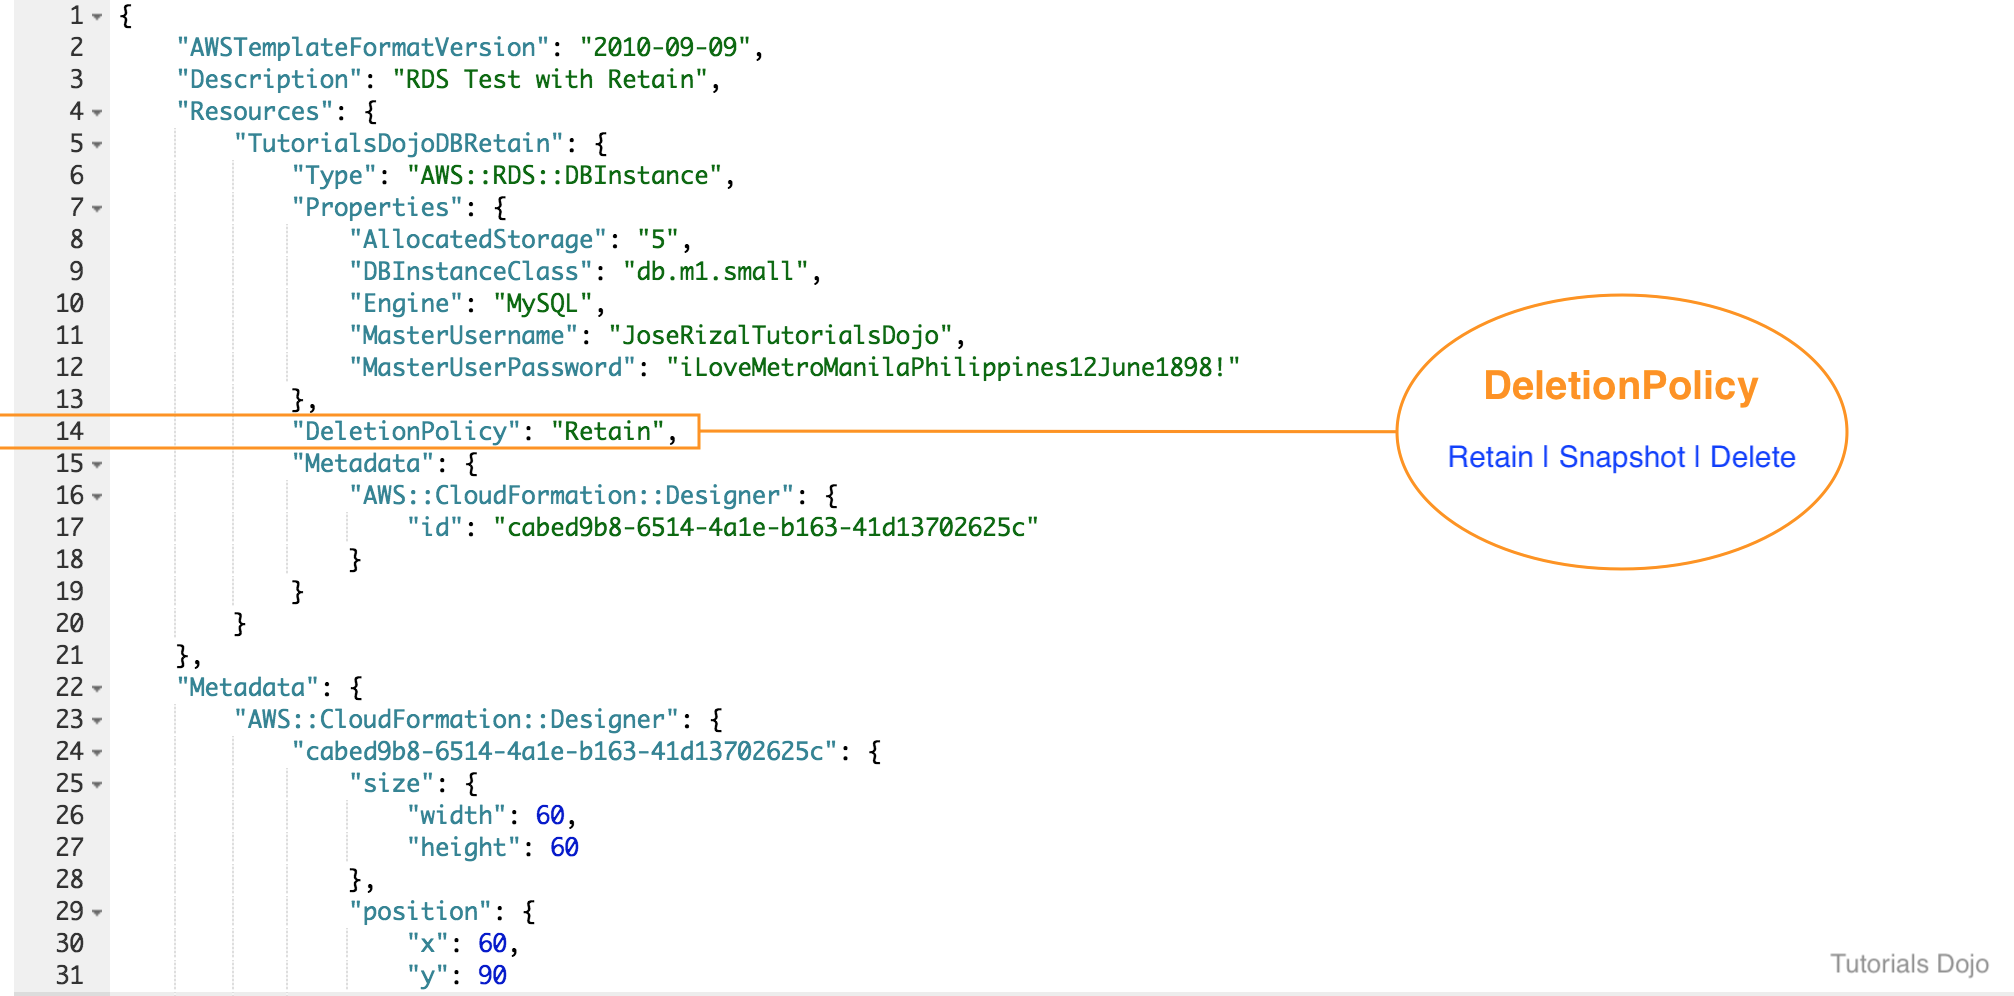 1 {
2 "AWSTemplateFormatVersion": "2010-09-09",
3 "Description": "RDS Test with Retain",
4 "Resources": {
5 "TutorialsDojoDBRetain": {
6 "Type": "AWS::RDS::DBInstance",
7 "Properties": {
8 "AllocatedStorage": "5",
9 "DBInstanceClass": "db.m1.small",
10 "Engine": "MySQL",
11 "MasterUsername": "JoseRizalTutorialsDojo",
12 "MasterUserPassword": "iLoveMetroManilaPhilippines12June1898!"
13 },
14 "DeletionPolicy": "Retain",
15 "Metadata": {
16 "AWS::CloudFormation::Designer": {
17 "id": "cabed9b8-6514-4a1e-b163-41d13702625c"
18 }
19 }
20 }
21 },
22 "Metadata": {
23 "AWS::CloudFormation::Designer": {
24 "cabed9b8-6514-4a1e-b163-41d13702625c": {
25 "size": {
26 "width": 60,
27 "height": 60
28 },
29 "position": {
30 "x": 60,
31 "y": 90
DeletionPolicy
Retain | Snapshot | Delete
Tutorials Dojo